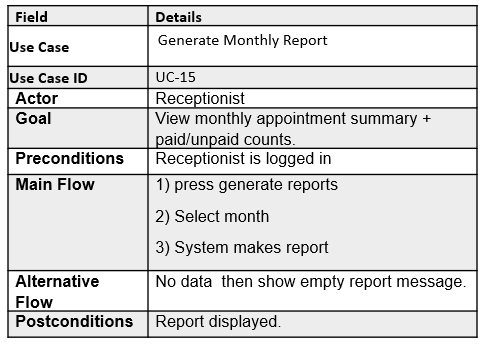 Field Details
Use Case Generate Monthly Report
Use Case ID UC-15
Actor Receptionist
Goal View monthly appointment summary +
paid/unpaid counts.
Preconditions Receptionist is logged in
Main Flow 1) press generate reports
2) Select month
3) System makes report
Alternative No data then show empty report message.
Flow
Postconditions Report displayed.